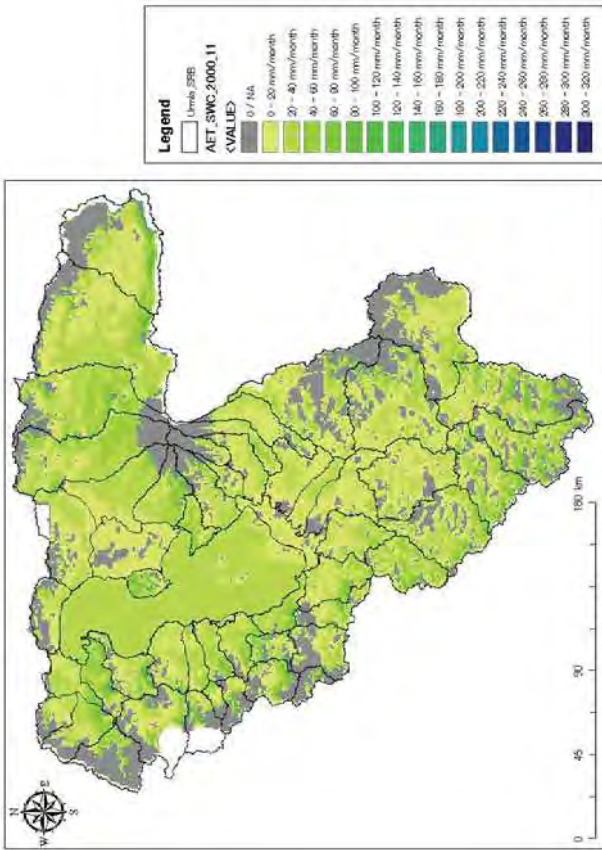 N
W E
S
0 45 90 180 km
Legend
Urmia_SRB
AET_SWC_2000_11
<VALUE>
0 / NA
0 - 20 mm/month
20 - 40 mm/month
40 - 60 mm/month
60 - 80 mm/month
80 - 100 mm/month
100 - 120 mm/month
120 - 140 mm/month
140 - 160 mm/month
160 - 180 mm/month
180 - 200 mm/month
200 - 220 mm/month
220 - 240 mm/month
240 - 260 mm/month
260 - 280 mm/month
280 - 300 mm/month
300 - 320 mm/month